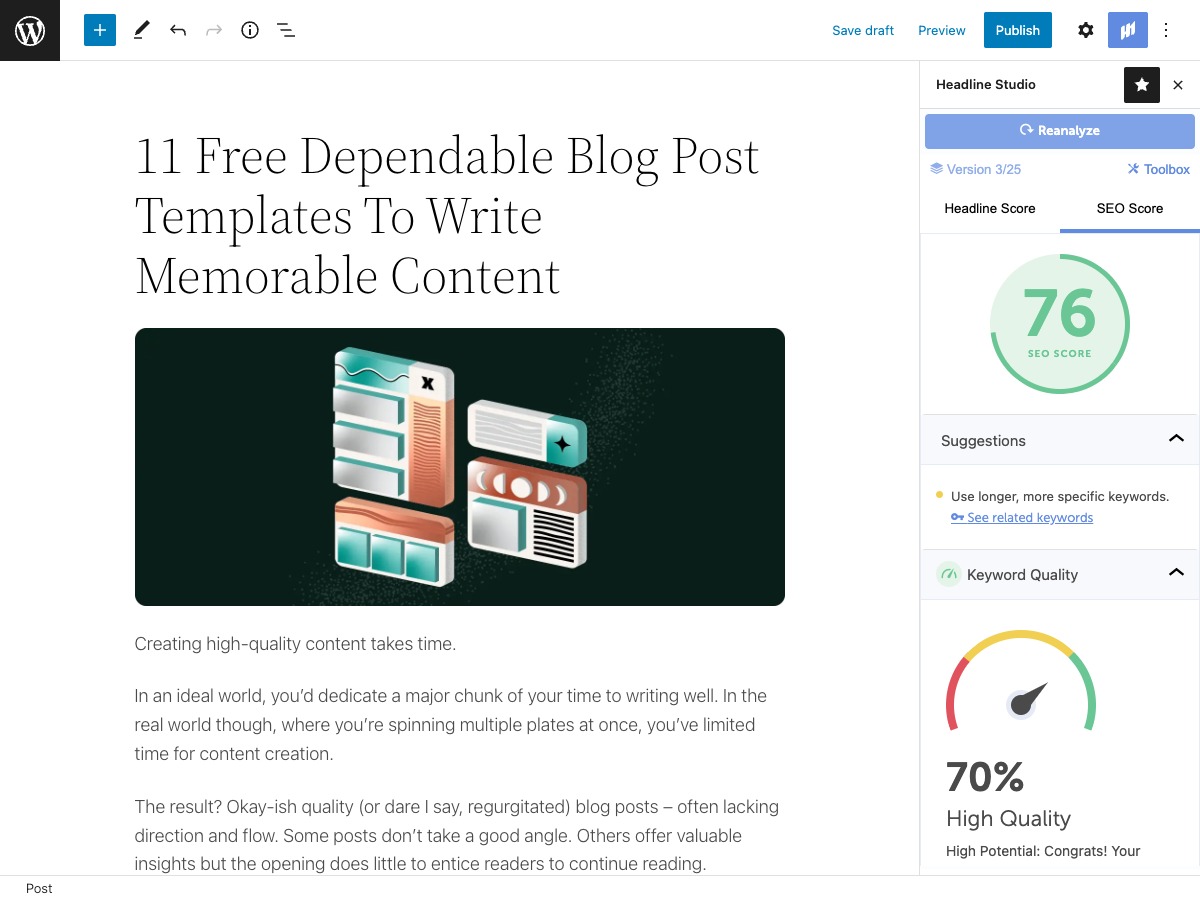 Save draft Preview Publish
Headline Studio
Reanalyze
Version 3/25 Toolbox
Headline Score SEO Score
11 Free Dependable Blog Post
Templates To Write
Memorable Content
76
SEO SCORE
Suggestions
Use longer, more specific keywords.
See related keywords
Keyword Quality
70%
High Quality
High Potential: Congrats! Your
X
Creating high-quality content takes time.
In an ideal world, you’d dedicate a major chunk of your time to writing well. In the
real world though, where you’re spinning multiple plates at once, you’ve limited
time for content creation.
The result? Okay-ish quality (or dare I say, regurgitated) blog posts – often lacking
direction and flow. Some posts don’t take a good angle. Others offer valuable
insights but the opening does little to entice readers to continue reading.
Post